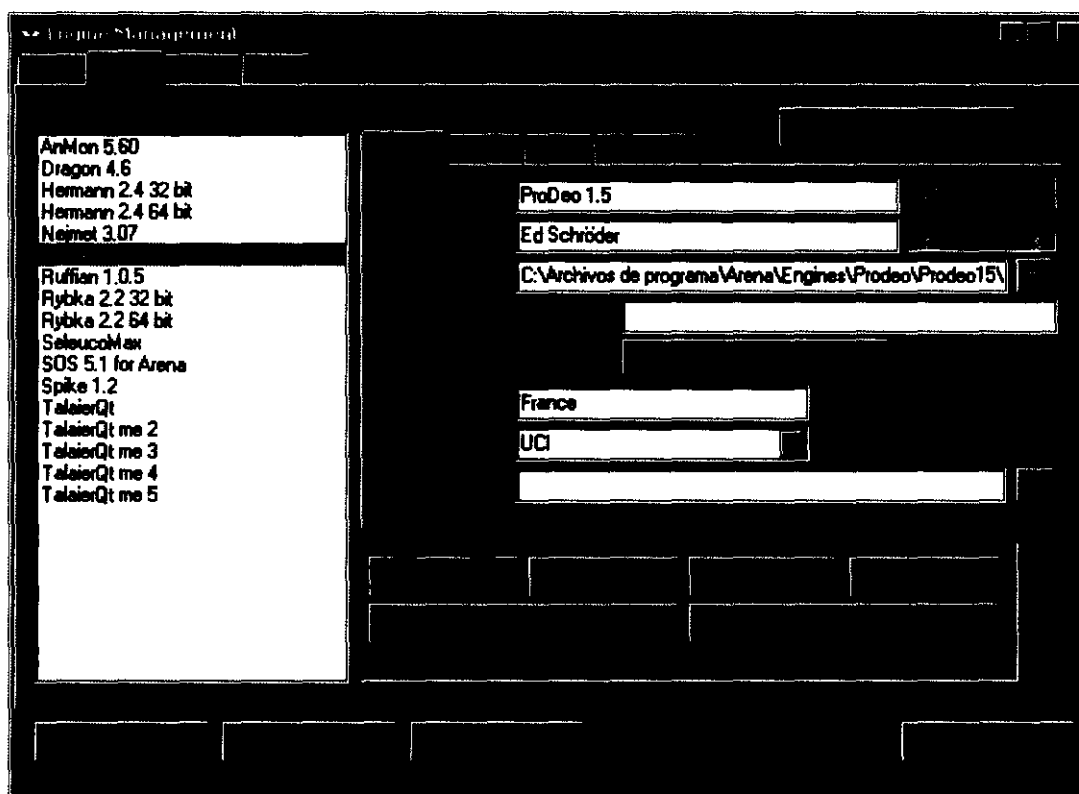 Engine Management
AnMon 5.60
Dragon 4.6
Hermann 2.4 32 bit
Hermann 2.4 64 bit
Nejmet 3.07
Ruffian 1.0.5
Rybka 2.2 32 bit
Rybka 2.2 64 bit
SeleucoMax
SOS 5.1 for Arena
Spike 1.2
TalaierQt
TalaierQt me 2
TalaierQt me 3
TalaierQt me 4
TalaierQt me 5
ProDeo 1.5
Ed Schröder
C:\Archivos de programa\Arena\Engines\Prodeo\Prodeo15\
France
UCI